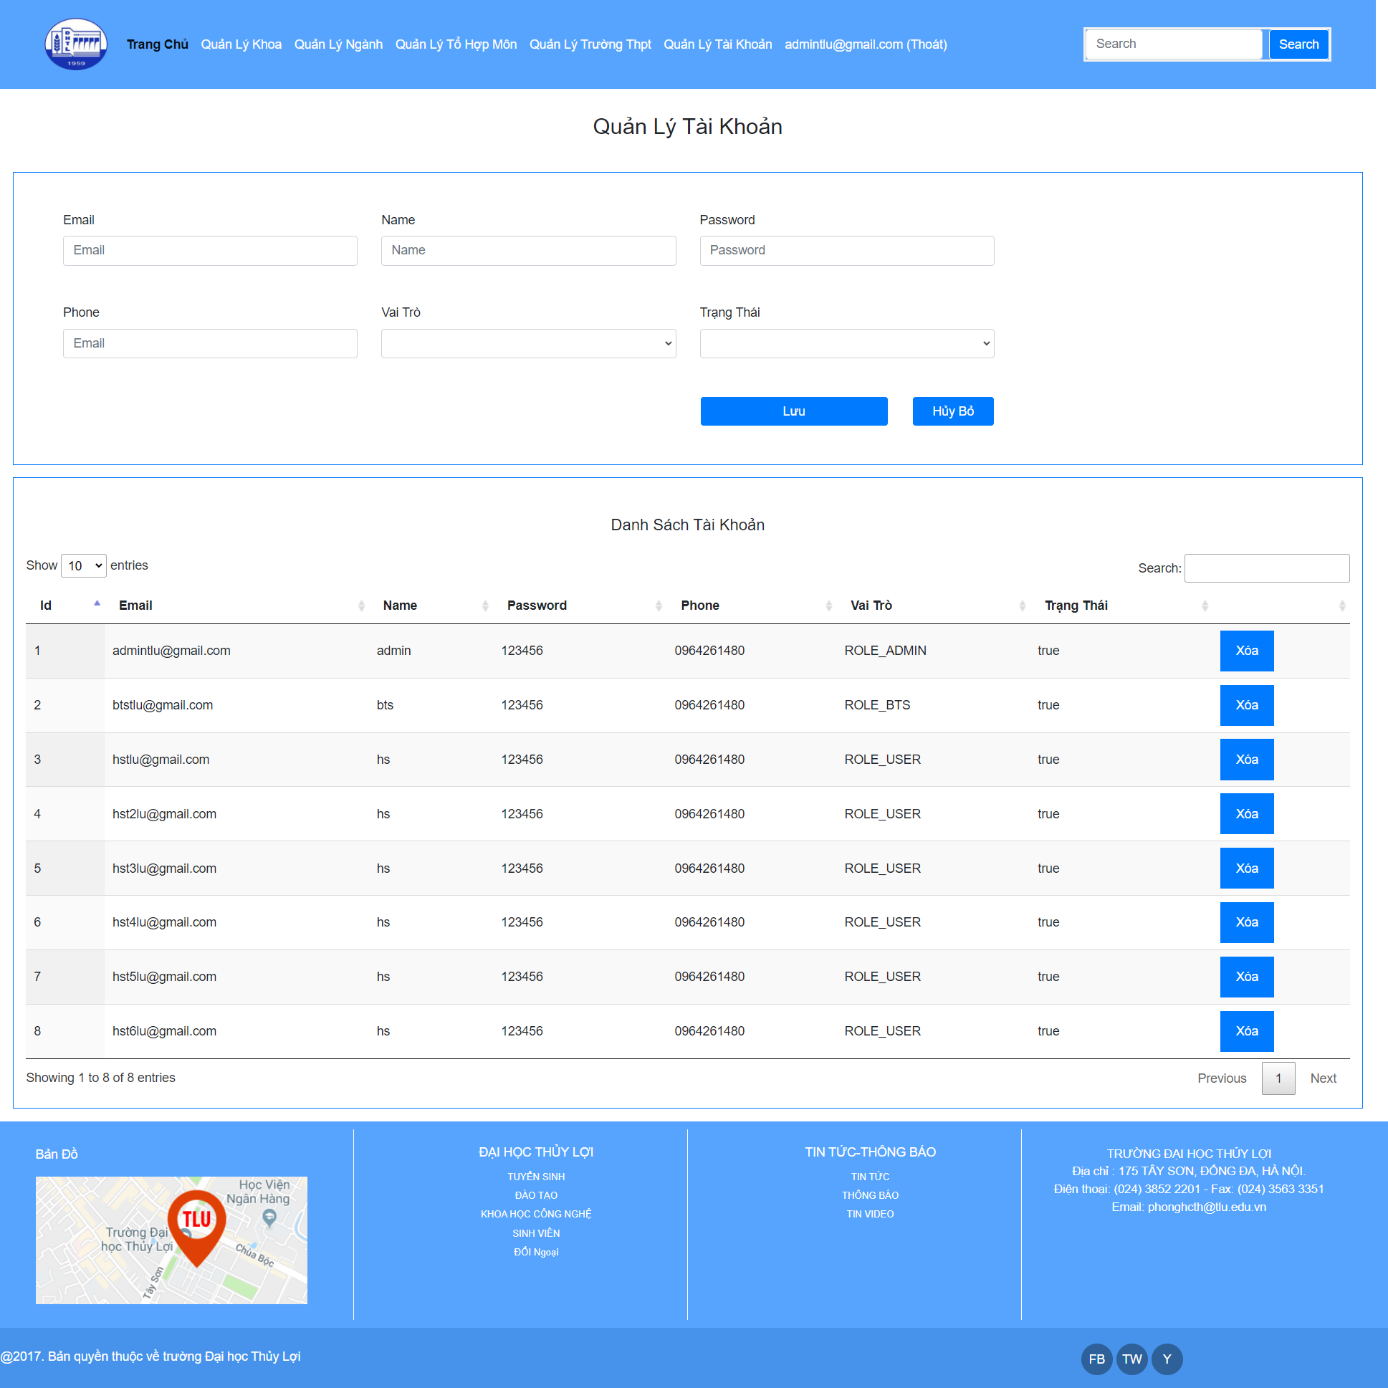 ĐHTL
1959
Trang Chủ Quản Lý Khoa Quản Lý Ngành Quản Lý Tổ Hợp Môn Quản Lý Trường Thpt Quản Lý Tài Khoản admintlu@gmail.com (Thoát) Search Search
Quản Lý Tài Khoản
Email Name Password
Email Name Password
Phone Vai Trò Trạng Thái
Email
Lưu Hủy Bỏ
Danh Sách Tài Khoản
Show 10 entries Search:
Id Email Name Password Phone Vai Trò Trạng Thái
1 admintlu@gmail.com admin 123456 0964261480 ROLE_ADMIN true Xóa
2 btstlu@gmail.com bts 123456 0964261480 ROLE_BTS true Xóa
3 hstlu@gmail.com hs 123456 0964261480 ROLE_USER true Xóa
4 hst2lu@gmail.com hs 123456 0964261480 ROLE_USER true Xóa
5 hst3lu@gmail.com hs 123456 0964261480 ROLE_USER true Xóa
6 hst4lu@gmail.com hs 123456 0964261480 ROLE_USER true Xóa
7 hst5lu@gmail.com hs 123456 0964261480 ROLE_USER true Xóa
8 hst6lu@gmail.com hs 123456 0964261480 ROLE_USER true Xóa
Showing 1 to 8 of 8 entries Previous 1 Next
Bản Đồ
Học Viện
Ngân Hàng
TLU
Trường Đại
học Thủy Lợi
Chùa Bộc
Tây Sơn
ĐẠI HỌC THỦY LỢI
TUYỂN SINH
ĐÀO TẠO
KHOA HỌC CÔNG NGHỆ
SINH VIÊN
ĐỐI Ngoại
TIN TỨC-THÔNG BÁO
TIN TỨC
THÔNG BÁO
TIN VIDEO
TRƯỜNG ĐẠI HỌC THỦY LỢI
Địa chỉ : 175 TÂY SƠN, ĐỐNG ĐA, HÀ NỘI.
Điện thoại: (024) 3852 2201 - Fax: (024) 3563 3351
Email: phonghcth@tlu.edu.vn
@2017. Bản quyền thuộc về trường Đại học Thủy Lợi FB TW Y